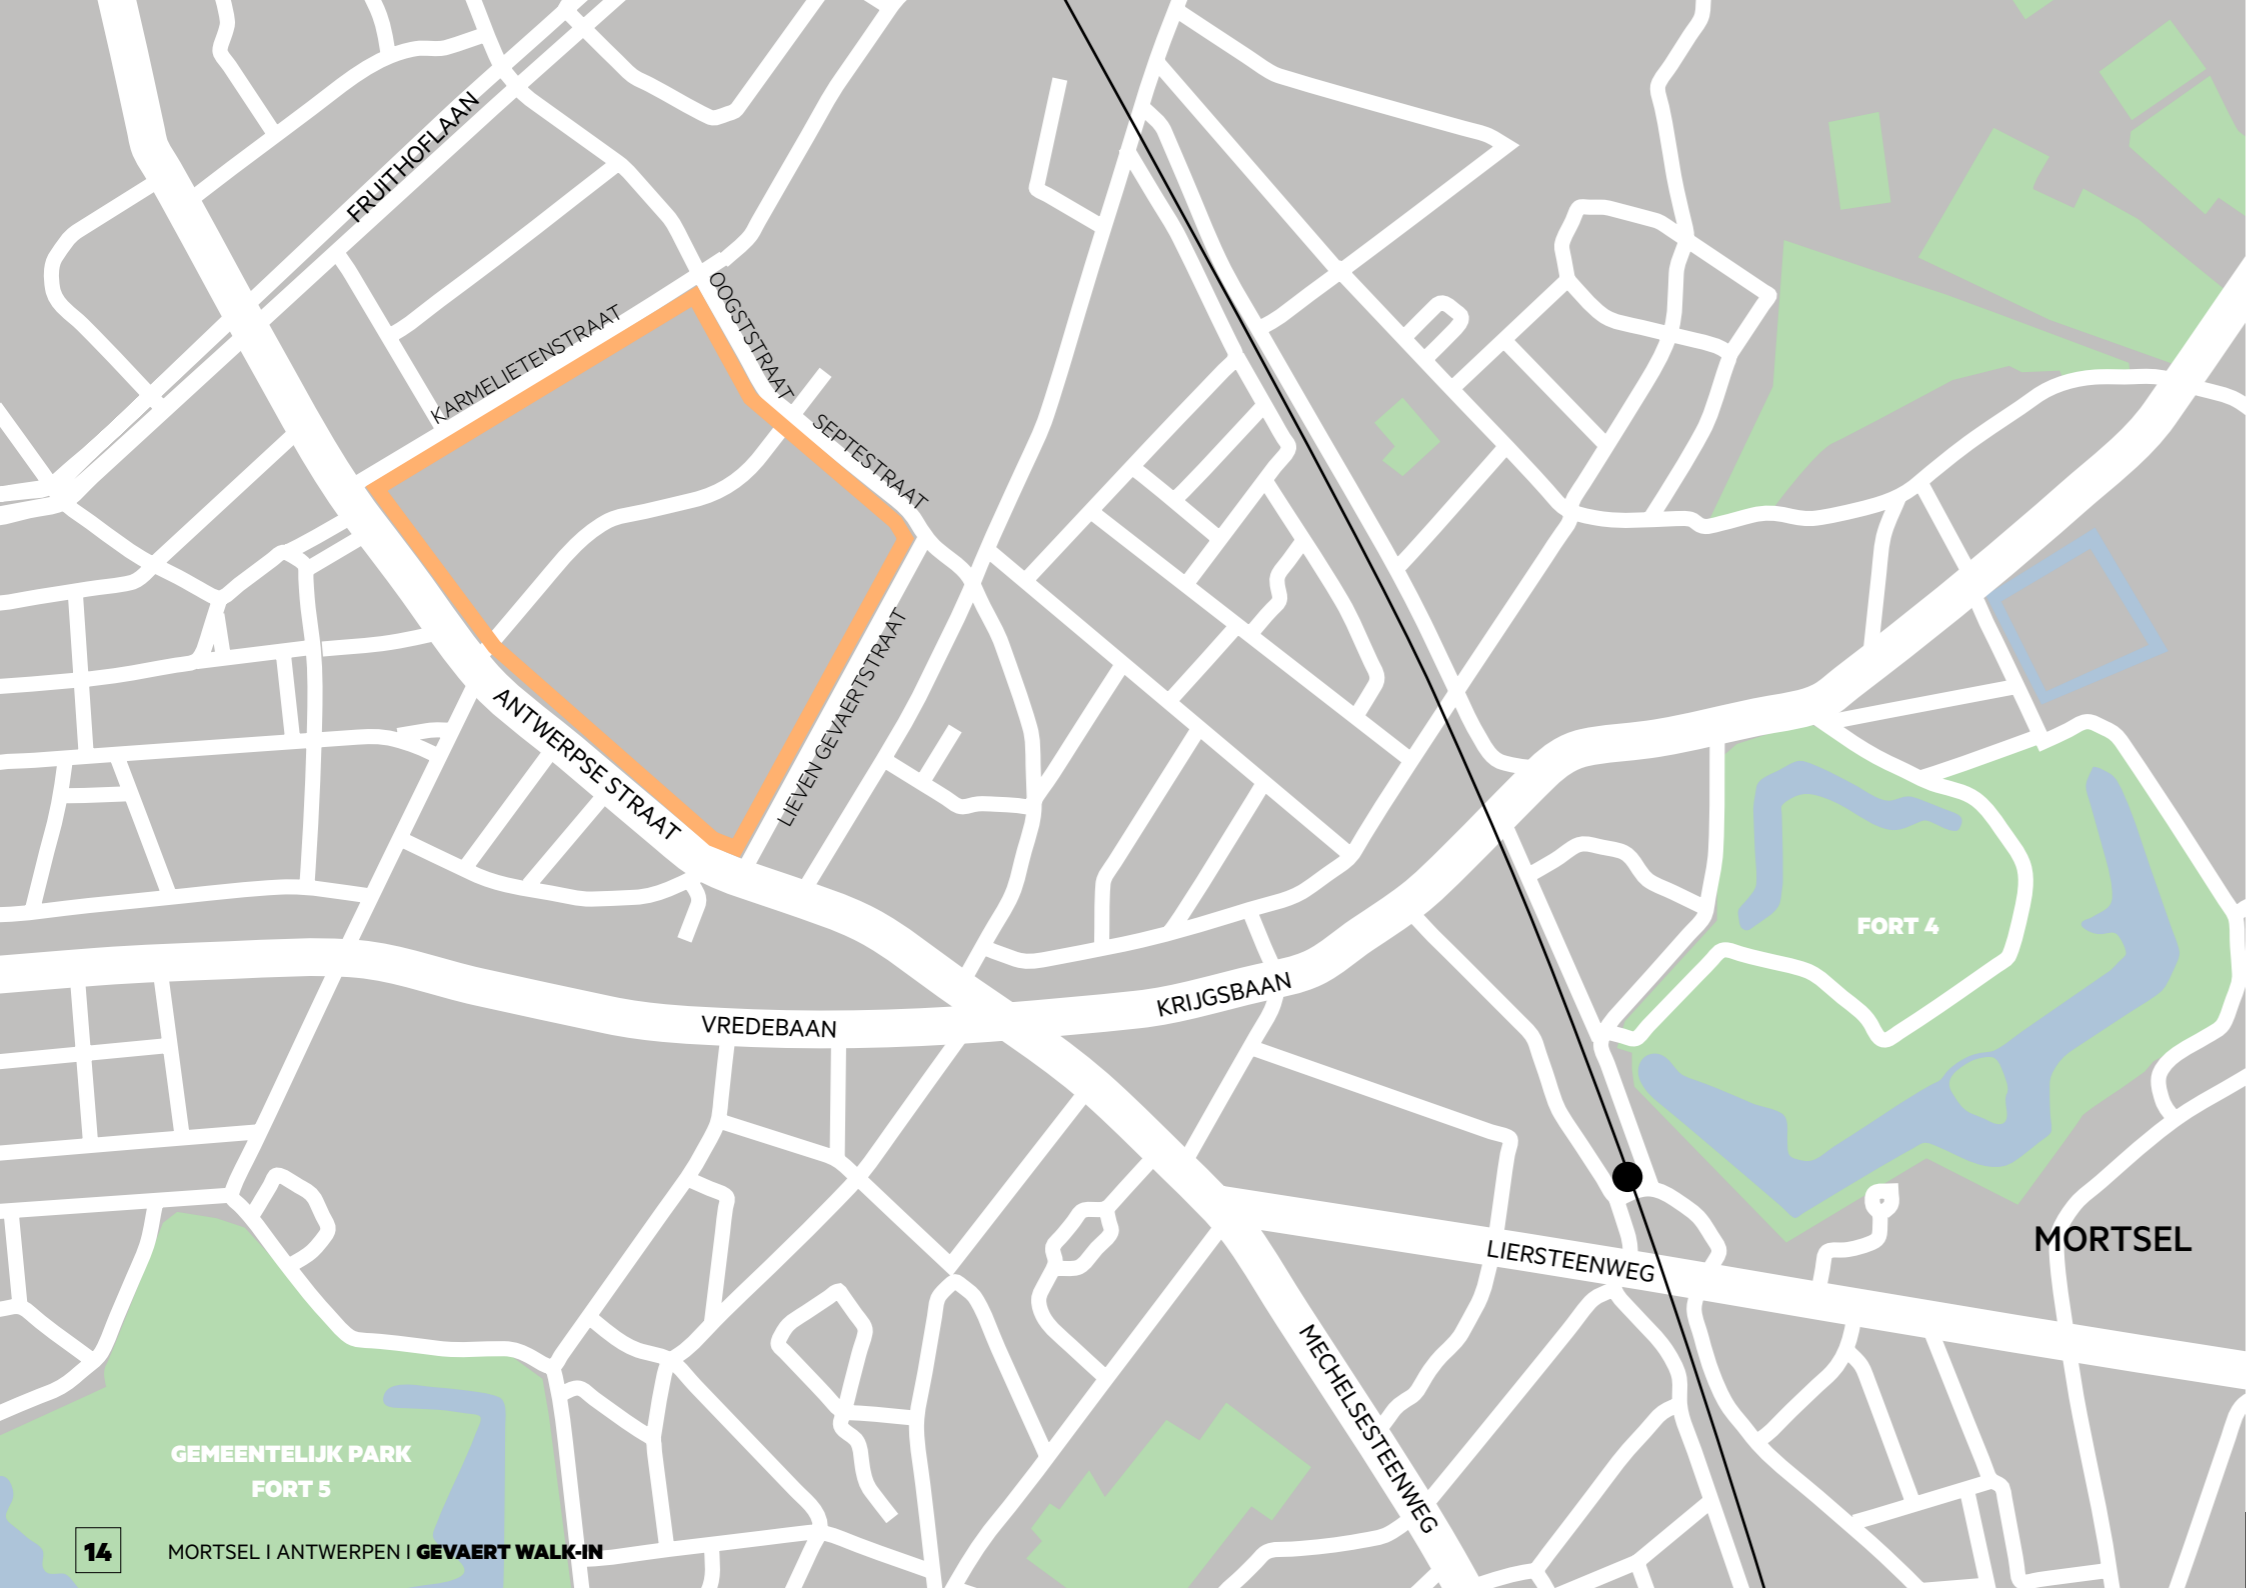 FRUITHOFLAAN
KARMELIETENSTRAAT
OOGSTSTRAAT
SEPTESTRAAT
LIEVEN GEVAERTSTRAAT
ANTWERPSE STRAAT
FORT 4
KRIJGSBAAN
VREDEBAAN
MORTSEL
LIERSTEENWEG
MECHELSESTEENWEG
GEMEENTELIJK PARK
FORT 5
14 MORTSEL I ANTWERPEN I GEVAERT WALK-IN